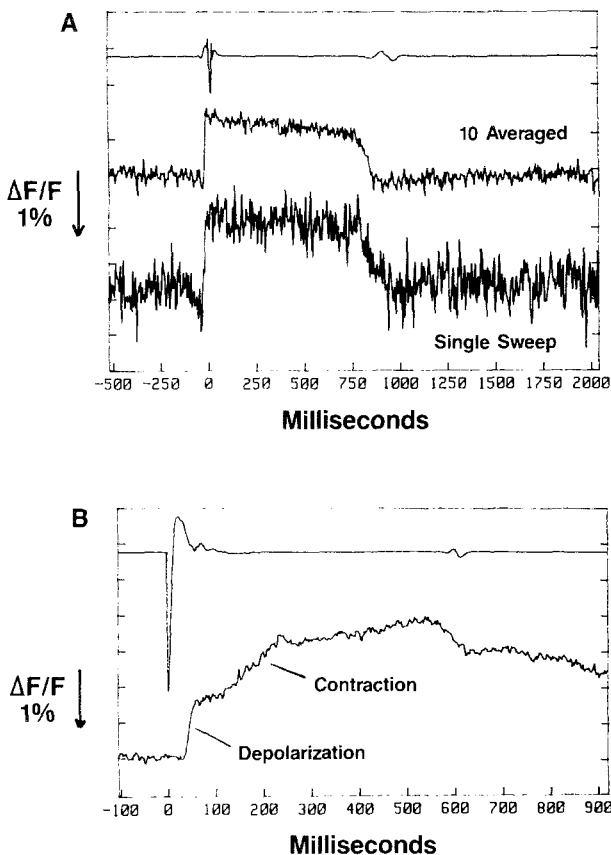 A
10 Averaged
ΔF/F
1%
Single Sweep
-500 -250 0 250 500 750 1000 1250 1500 1750 2000
Milliseconds
B
ΔF/F
1%
Contraction
Depolarization
-100 0 100 200 300 400 500 600 700 800 900
Milliseconds